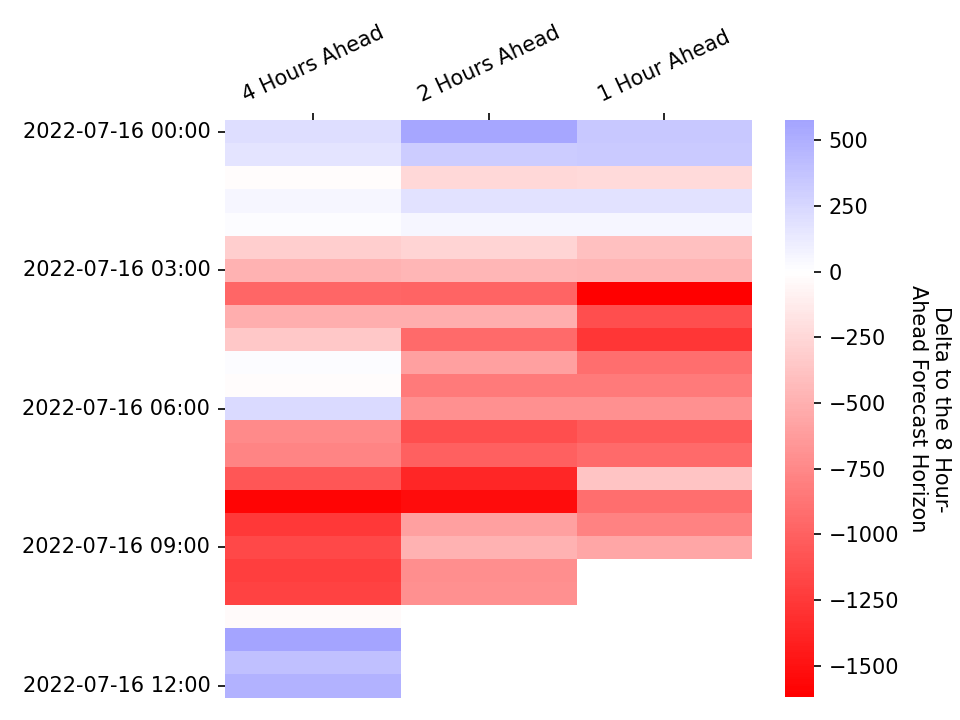 4 Hours Ahead
2 Hours Ahead
1 Hour Ahead
2022-07-16 00:00
2022-07-16 03:00
2022-07-16 06:00
2022-07-16 09:00
2022-07-16 12:00
500
250
0
−250
−500
−750
−1000
−1250
−1500
Delta to the 8 Hour-
Ahead Forecast Horizon